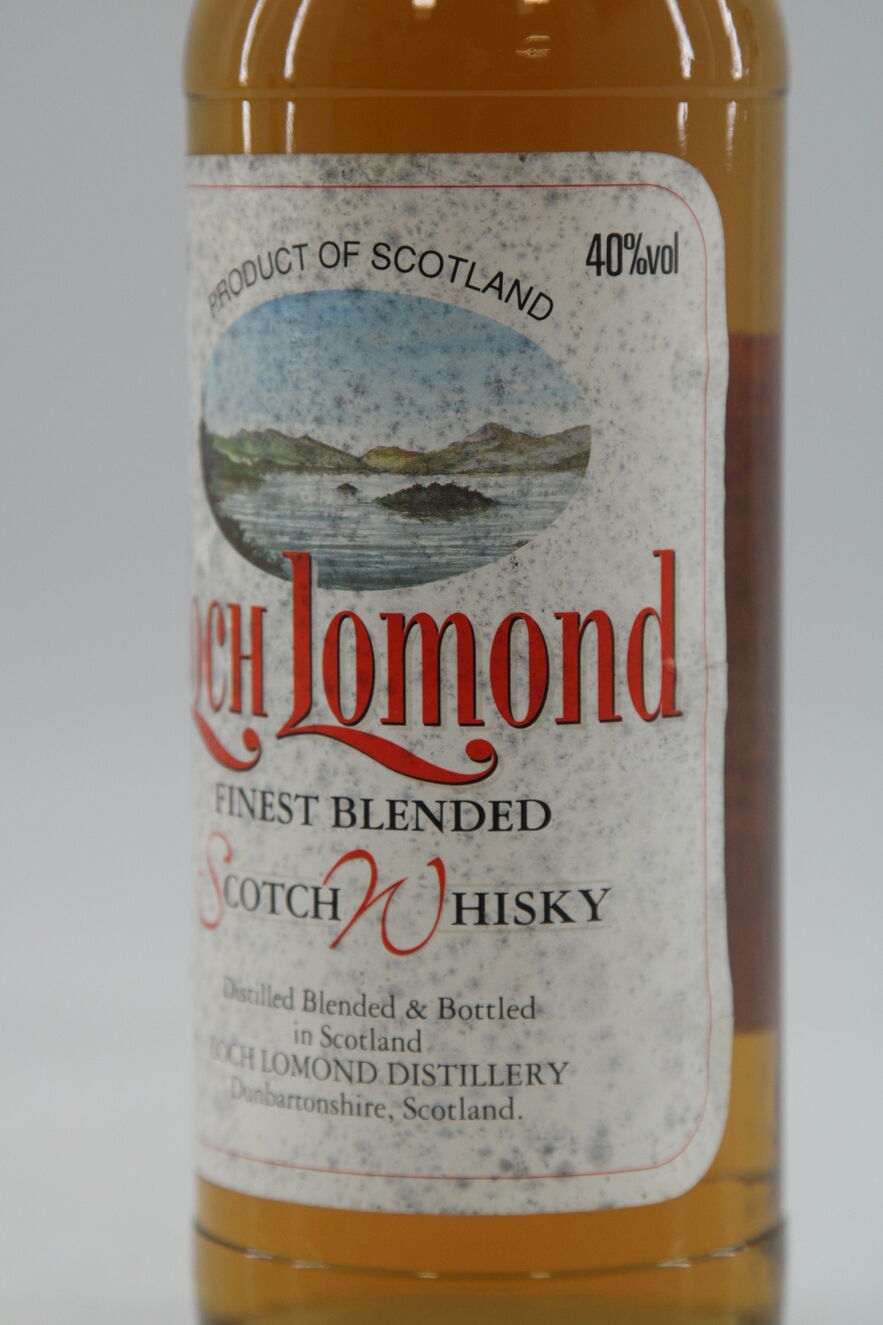 40%vol
PRODUCT OF SCOTLAND
OCH Lomond
FINEST BLENDED
SCOTCH WHISKY
Distilled Blended & Bottled
in Scotland
LOCH LOMOND DISTILLERY
Dunbartonshire, Scotland.